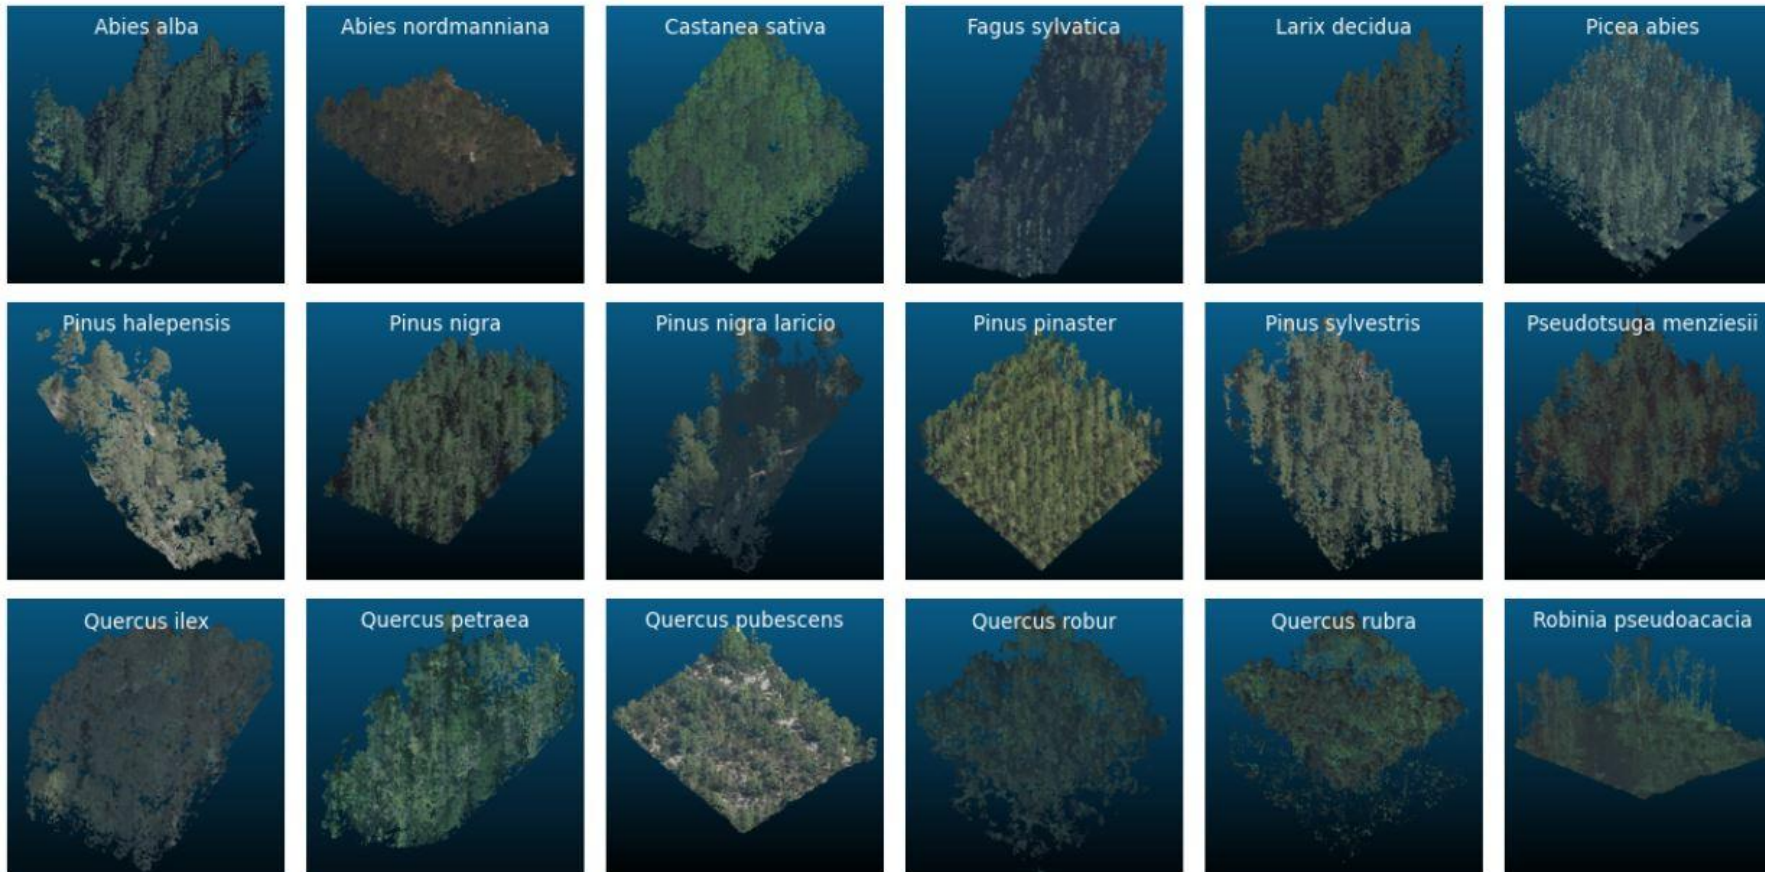 Abies alba
Abies nordmanniana
Castanea sativa
Fagus sylvatica
Larix decidua
Picea abies
Pinus halepensis
Pinus nigra
Pinus nigra laricio
Pinus pinaster
Pinus sylvestris
Pseudotsuga menziesii
Quercus ilex
Quercus petraea
Quercus pubescens
Quercus robur
Quercus rubra
Robinia pseudoacacia